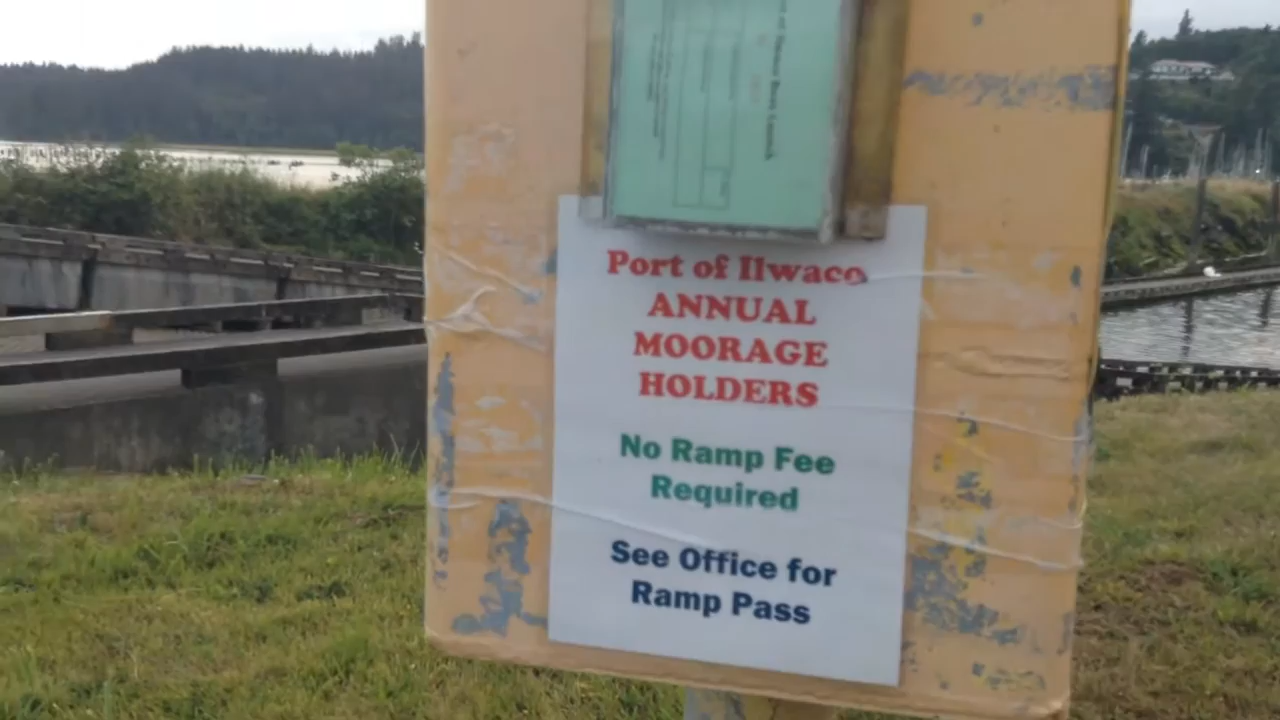 Port of Ilwaco
ANNUAL
MOORAGE
HOLDERS
No Ramp Fee
Required
See Office for
Ramp Pass